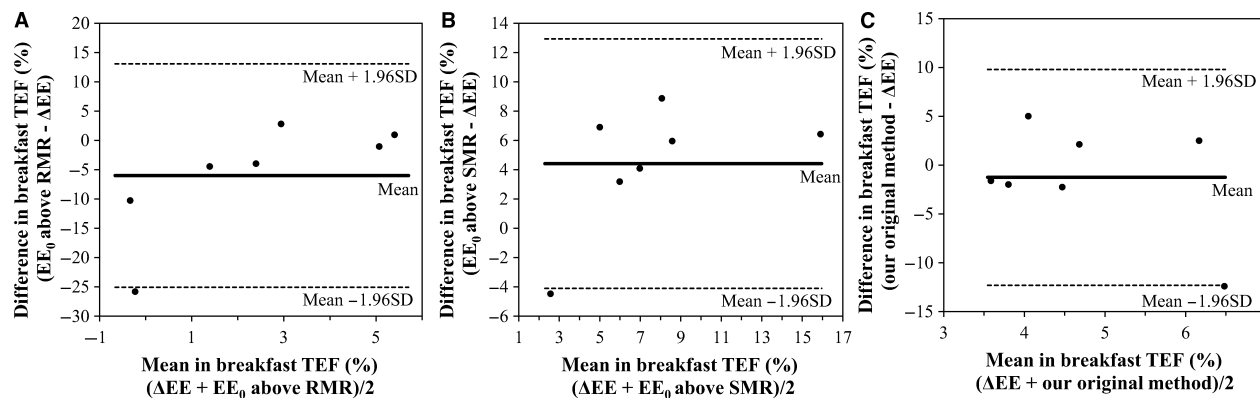 A
Difference in breakfast TEF (%)
(EE₀ above RMR - ΔEE)
20
15
10
5
0
−5
−10
−15
−20
−25
−30
Mean + 1.96SD
Mean
Mean −1.96SD
−1
1
3
5
Mean in breakfast TEF (%)
(ΔEE + EE₀ above RMR)/2
B
Difference in breakfast TEF (%)
(EE₀ above SMR - ΔEE)
14
12
10
8
6
4
2
0
−2
−4
−6
Mean + 1.96SD
Mean
Mean −1.96SD
1
3
5
7
9
11
13
15
17
Mean in breakfast TEF (%)
(ΔEE + EE₀ above SMR)/2
C
Difference in breakfast TEF (%)
(our original method - ΔEE)
15
10
5
0
−5
−10
−15
Mean + 1.96SD
Mean
Mean −1.96SD
3
4
5
6
Mean in breakfast TEF (%)
(ΔEE + our original method)/2